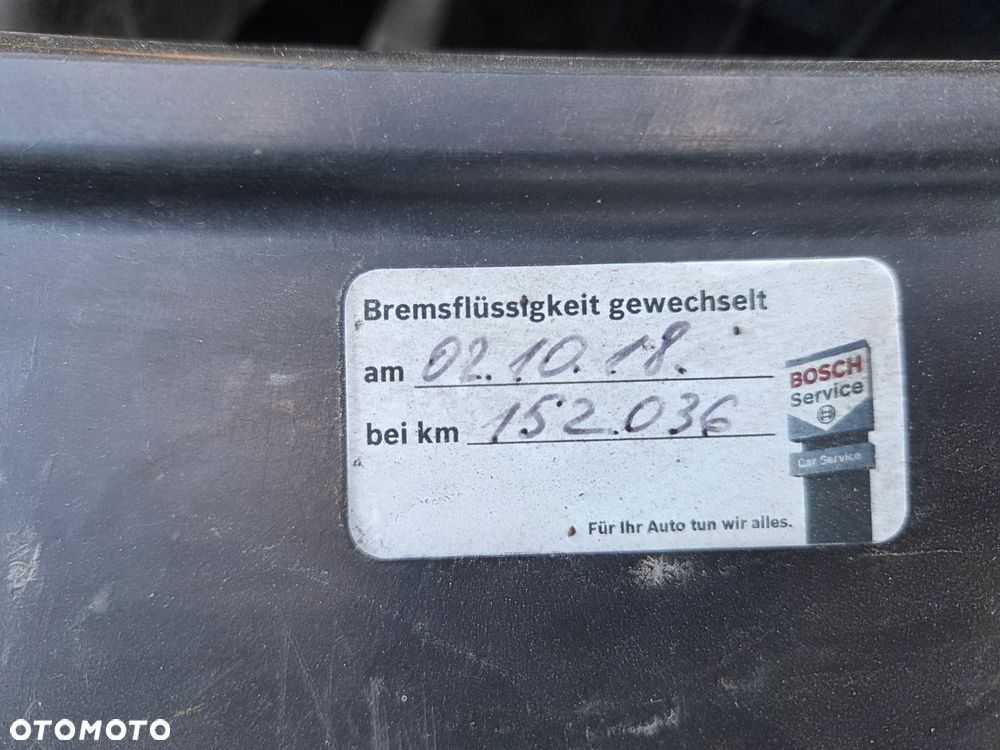 Bremsflüssigkeit gewechselt
am 02.10.18.
bei km 152.036
BOSCH
Service
Car Service
Für Ihr Auto tun wir alles.
OTOMOTO